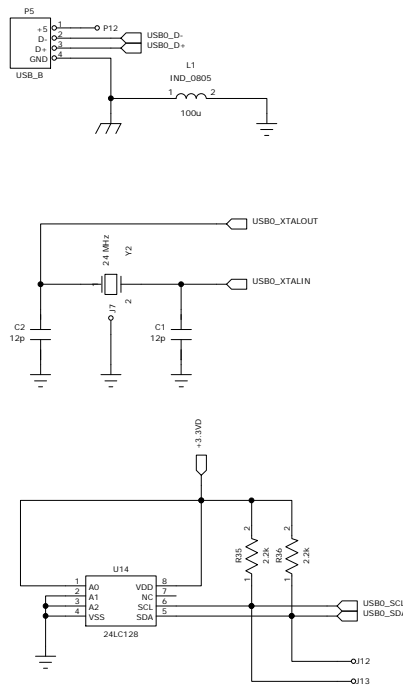 P5
+5 1 P12
D- 2 USB0_D-
D+ 3 USB0_D+
GND 4
USB_B
L1
IND_0805
1 2
100u
USB0_XTALOUT
24 MHz
Y2
USB0_XTALIN
1 2
J7
C2
12p
C1
12p
+3.3VD
2 2
R35 2.2k
R36 2.2k
1 1
U14
1 A0 VDD 8
2 A1 NC 7
3 A2 SCL 6 USB0_SCL
4 VSS SDA 5 USB0_SDA
24LC128
J12
J13